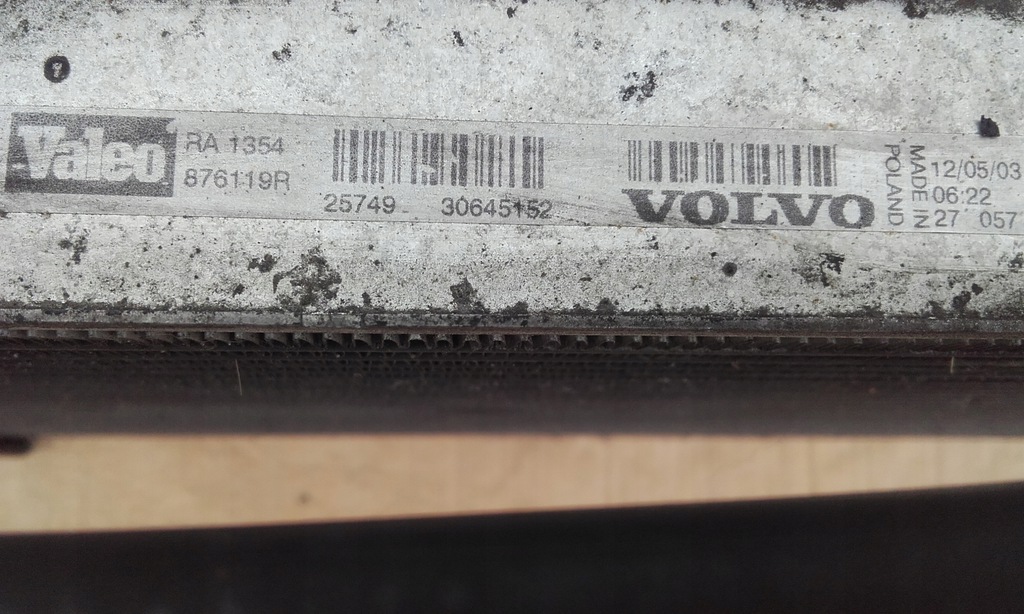 Valeo
RA 1354
876119R
25749 30645152
VOLVO
MADE IN
POLAND
12/05/03
06:22
27 057